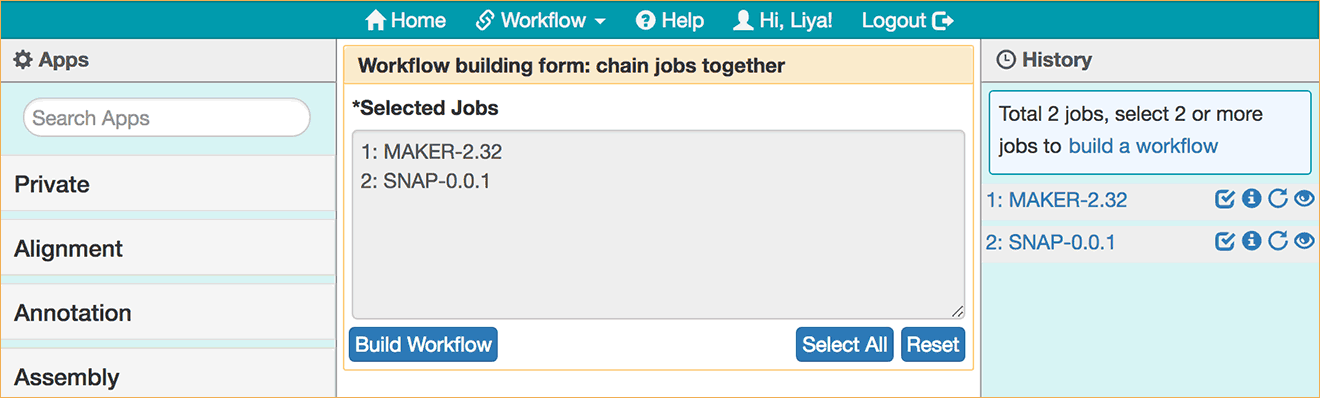 Home Workflow Help Hi, Liya! Logout
Apps
Search Apps
Private
Alignment
Annotation
Assembly
Workflow building form: chain jobs together
*Selected Jobs
1: MAKER-2.32
2: SNAP-0.0.1
Build Workflow Select All Reset
History
Total 2 jobs, select 2 or more
jobs to build a workflow
1: MAKER-2.32
2: SNAP-0.0.1